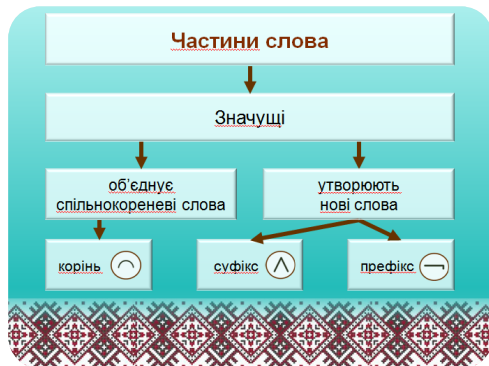 Частини слова
Значущі
об'єднує
спільнокореневі слова
утворюють
нові слова
корінь
суфікс
префікс